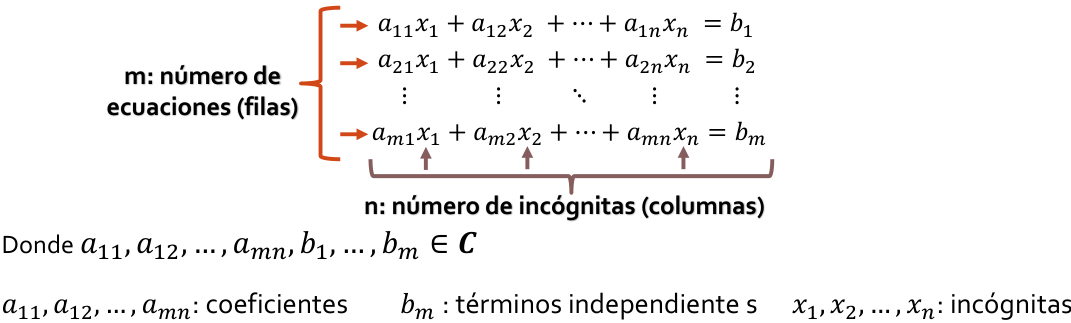 a₁₁x₁ + a₁₂x₂ + ⋯ + a₁ₙxₙ = b₁
a₂₁x₁ + a₂₂x₂ + ⋯ + a₂ₙxₙ = b₂
⋮ ⋮ ⋱ ⋮ ⋮
aₘ₁x₁ + aₘ₂x₂ + ⋯ + aₘₙxₙ = bₘ
m: número de
ecuaciones (filas)
n: número de incógnitas (columnas)
Donde a₁₁, a₁₂, …, aₘₙ, b₁, …, bₘ ∈ C
a₁₁, a₁₂, …, aₘₙ: coeficientes bₘ : términos independiente s x₁, x₂, …, xₙ: incógnitas